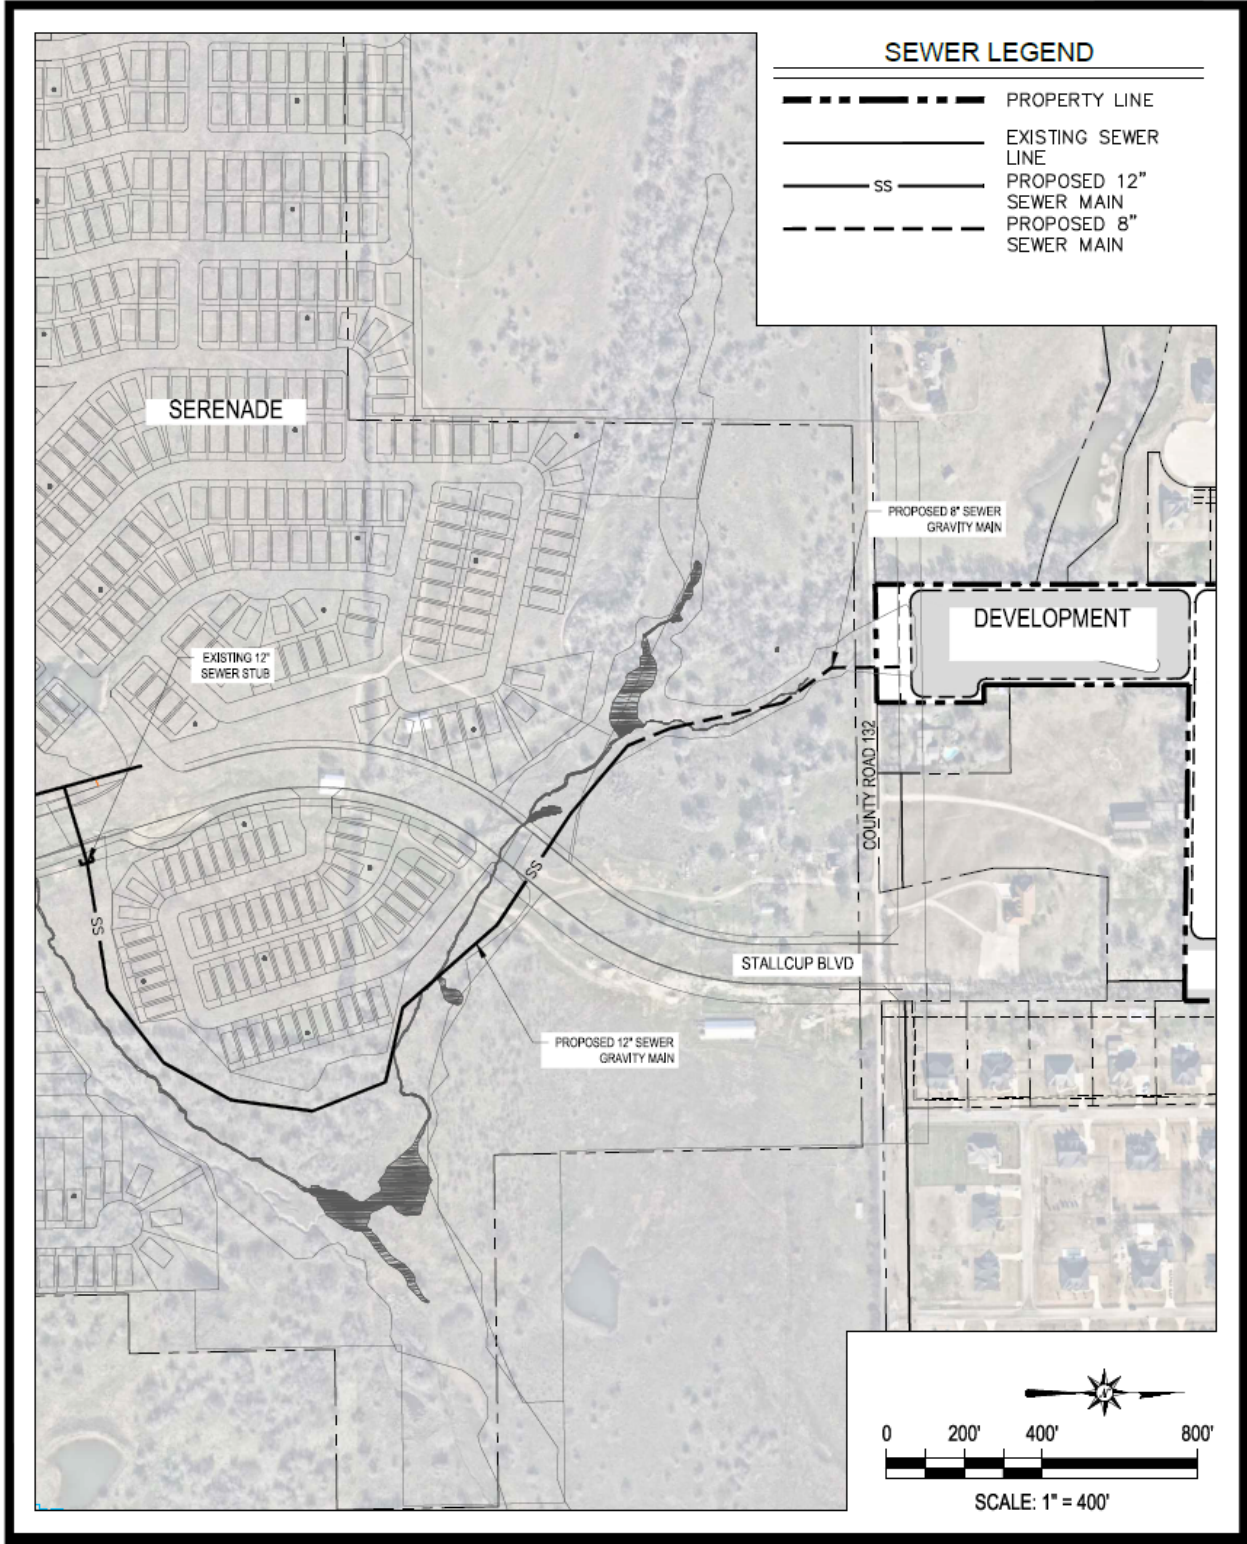 SEWER LEGEND
PROPERTY LINE
EXISTING SEWER
LINE
SS
PROPOSED 12"
SEWER MAIN
PROPOSED 8"
SEWER MAIN
SERENADE
PROPOSED 8" SEWER
GRAVITY MAIN
DEVELOPMENT
EXISTING 12"
SEWER STUB
COUNTY ROAD 132
SS
SS
STALLCUP BLVD
PROPOSED 12" SEWER
GRAVITY MAIN
N
0 200' 400' 800'
SCALE: 1" = 400'